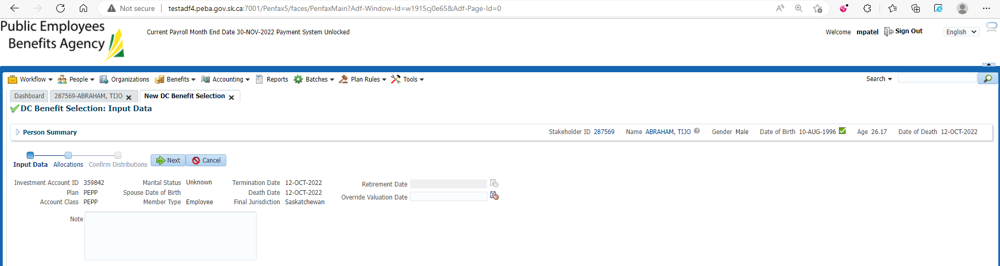 Not secure | testadf4.peba.gov.sk.ca:7001/Penfax5/faces/PenfaxMain?Adf-Window-Id=w1915cj0e65&Adf-Page-Id=0
Public Employees
Benefits Agency
Current Payroll Month End Date 30-NOV-2022 Payment System Unlocked
Welcome mpatel Sign Out English
Workflow People Organizations Benefits Accounting Reports Batches Plan Rules Tools Search
Dashboard 287569-ABRAHAM, TIJO New DC Benefit Selection
DC Benefit Selection: Input Data
Person Summary Stakeholder ID 287569 Name ABRAHAM, TIJO Gender Male Date of Birth 10-AUG-1996 Age 26.17 Date of Death 12-OCT-2022
Input Data Allocations Confirm Distributions Next Cancel
Investment Account ID 359842 Marital Status Unknown Termination Date 12-OCT-2022 Retirement Date
Plan PEPP Spouse Date of Birth Death Date 12-OCT-2022 Override Valuation Date
Account Class PEPP Member Type Employee Final Jurisdiction Saskatchewan
Note